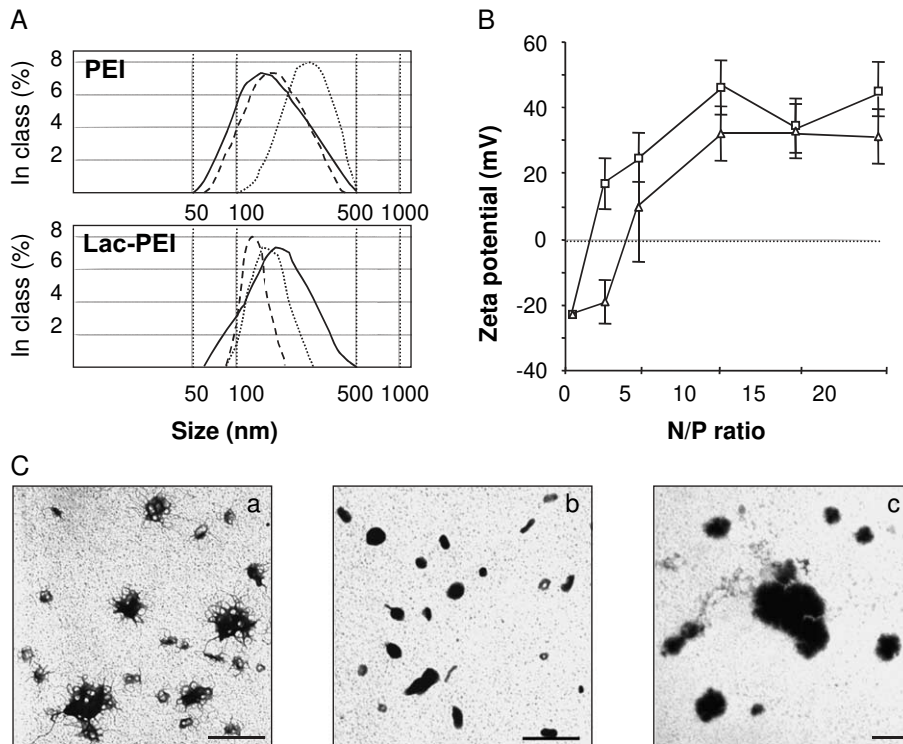 A
In class (%)
8
6
4
2
PEI
50 100 500 1000
In class (%)
8
6
4
2
Lac-PEI
50 100 500 1000
Size (nm)
B
Zeta potential (mV)
60
40
20
0
-20
-40
0 5 10 15 20
N/P ratio
C
a
b
c